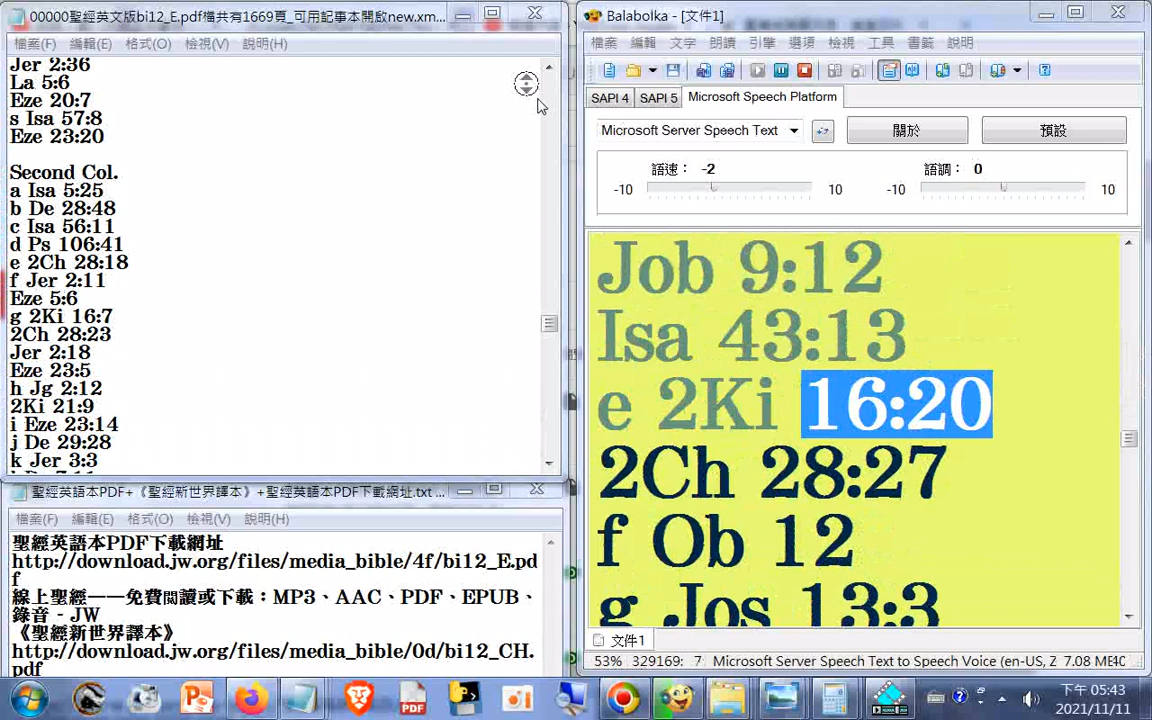 00000聖經英文版bi12_E.pdf檔共有1669頁_可用記事本開啟new.xm...
檔案(F) 編輯(E) 格式(O) 檢視(V) 說明(H)
Jer 2:36
La 5:6
Eze 20:7
s Isa 57:8
Eze 23:20
Second Col.
a Isa 5:25
b De 28:48
c Isa 56:11
d Ps 106:41
e 2Ch 28:18
f Jer 2:11
Eze 5:6
g 2Ki 16:7
2Ch 28:23
Jer 2:18
Eze 23:5
h Jg 2:12
2Ki 21:9
i Eze 23:14
j De 29:28
k Jer 3:3
聖經英語本PDF+《聖經新世界譯本》+聖經英語本PDF下載網址.txt ...
檔案(F) 編輯(E) 格式(O) 檢視(V) 說明(H)
聖經英語本PDF下載網址
http://download.jw.org/files/media_bible/4f/bi12_E.pd
f
線上聖經——免費閱讀或下載：MP3、AAC、PDF、EPUB、
錄音 - JW
《聖經新世界譯本》
http://download.jw.org/files/media_bible/0d/bi12_CH.
pdf
Balabolka - [文件1]
檔案 編輯 文字 朗讀 引擎 選項 檢視 工具 書籤 說明
SAPI 4 SAPI 5 Microsoft Speech Platform
Microsoft Server Speech Text 關於 預設
語速： -2 語調： 0
-10 10 -10 10
Job 9:12
Isa 43:13
e 2Ki 16:20
2Ch 28:27
f Ob 12
g Jos 13:3
文件1
53% 329169: 7 Microsoft Server Speech Text to Speech Voice (en-US, Z 7.08 ME40
PDF
下午 05:43
2021/11/11